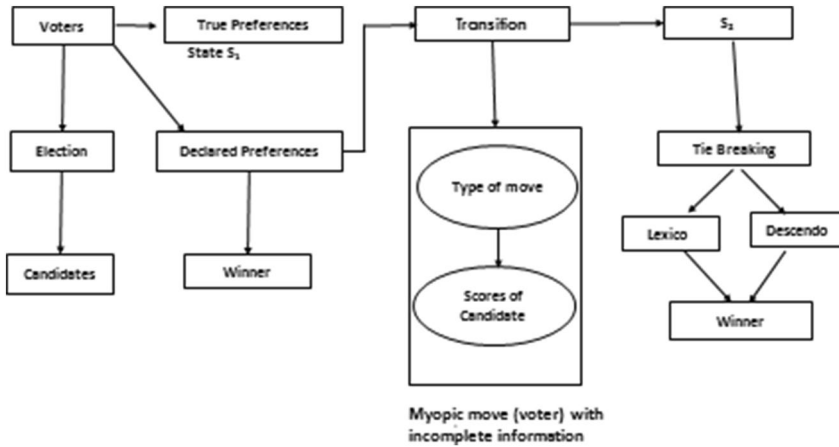 Voters
True Preferences
Transition
S₂
State S₁
Election
Declared Preferences
Tie Breaking
Type of move
Lexico
Descendo
Candidates
Winner
Scores of
Candidate
Winner
Myopic move (voter) with
incomplete information